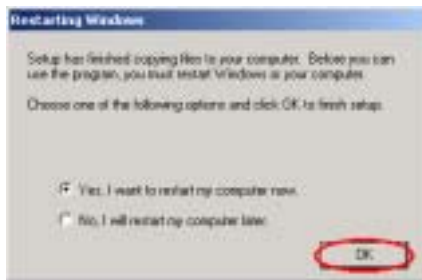 Restarting Windows
Setup has finished copying files to your computer. Before you can
use the program, you must restart Windows or your computer.
Choose one of the following options and click OK to finish setup.
Yes, I want to restart my computer now.
No, I will restart my computer later.
OK